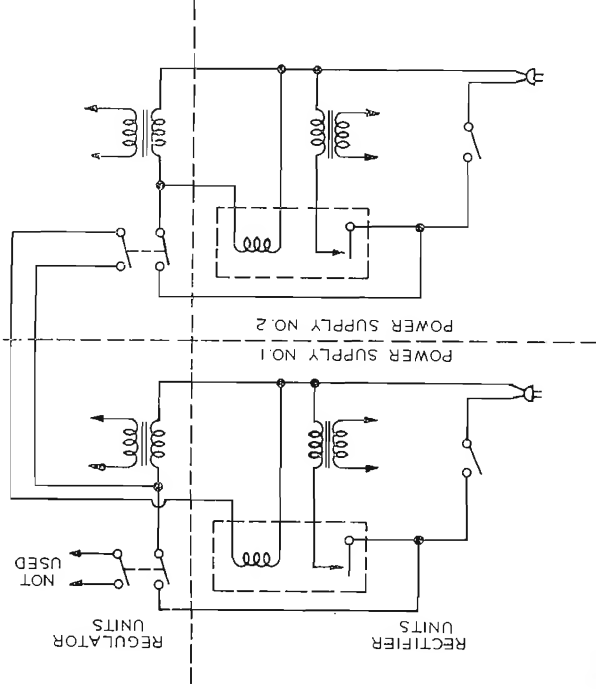 RECTIFIER
UNITS
REGULATOR
UNITS
NOT
USED
POWER SUPPLY NO.1
POWER SUPPLY NO.2